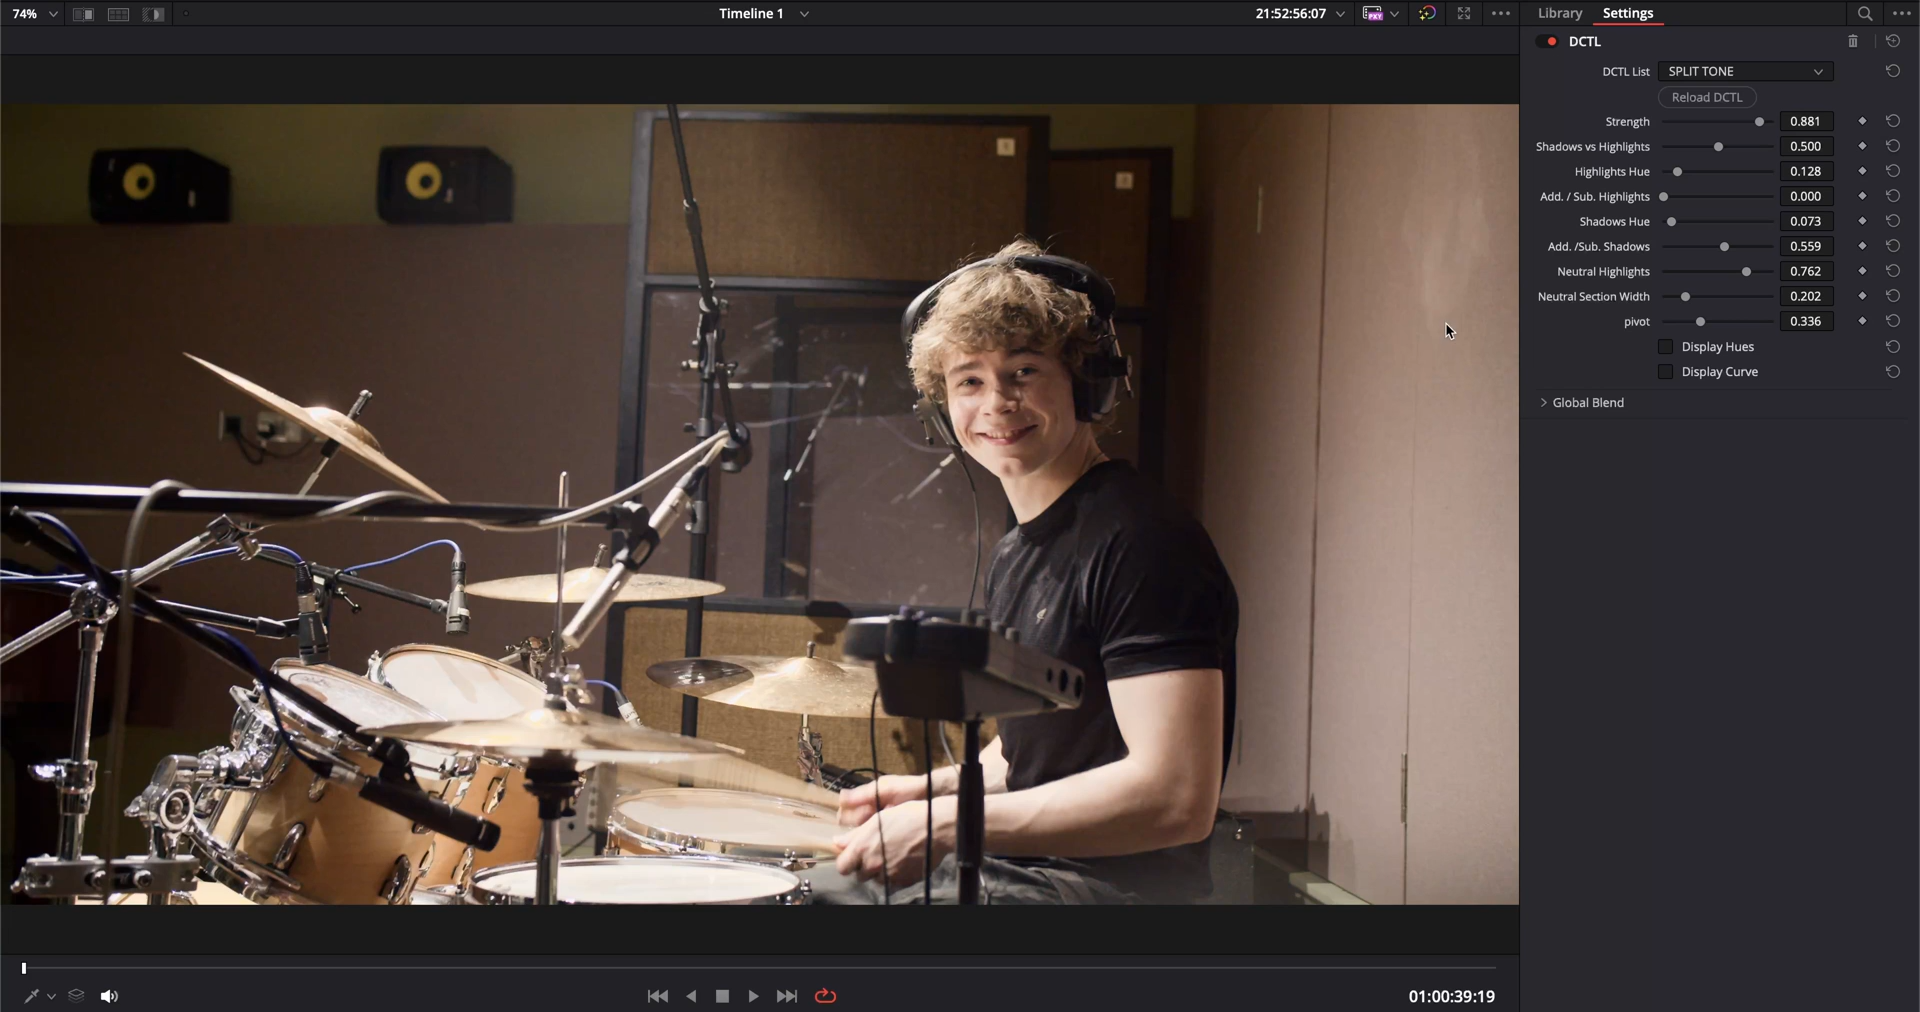 74%
Timeline 1
21:52:56:07
PKY
Library
Settings
DCTL
DCTL List
SPLIT TONE
Reload DCTL
Strength
0.881
Shadows vs Highlights
0.500
Highlights Hue
0.128
Add. / Sub. Highlights
0.000
Shadows Hue
0.073
Add. /Sub. Shadows
0.559
Neutral Highlights
0.762
Neutral Section Width
0.202
pivot
0.336
Display Hues
Display Curve
Global Blend
01:00:39:19